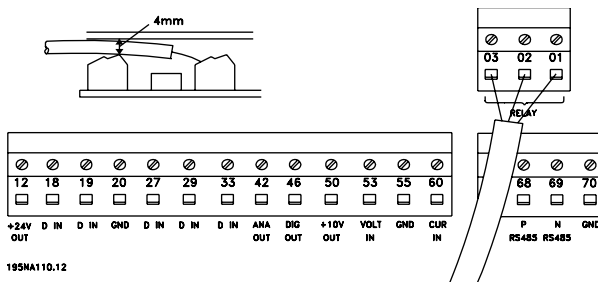 4mm
03 02 01
RELAY
12 18 19 20 27 29 33 42 46 50 53 55 60
+24V OUT D IN D IN GND D IN D IN D IN ANA OUT DIG OUT +10V OUT VOLT IN GND CUR IN
68 69 70
P RS485 N RS485 GND
195NA110.12